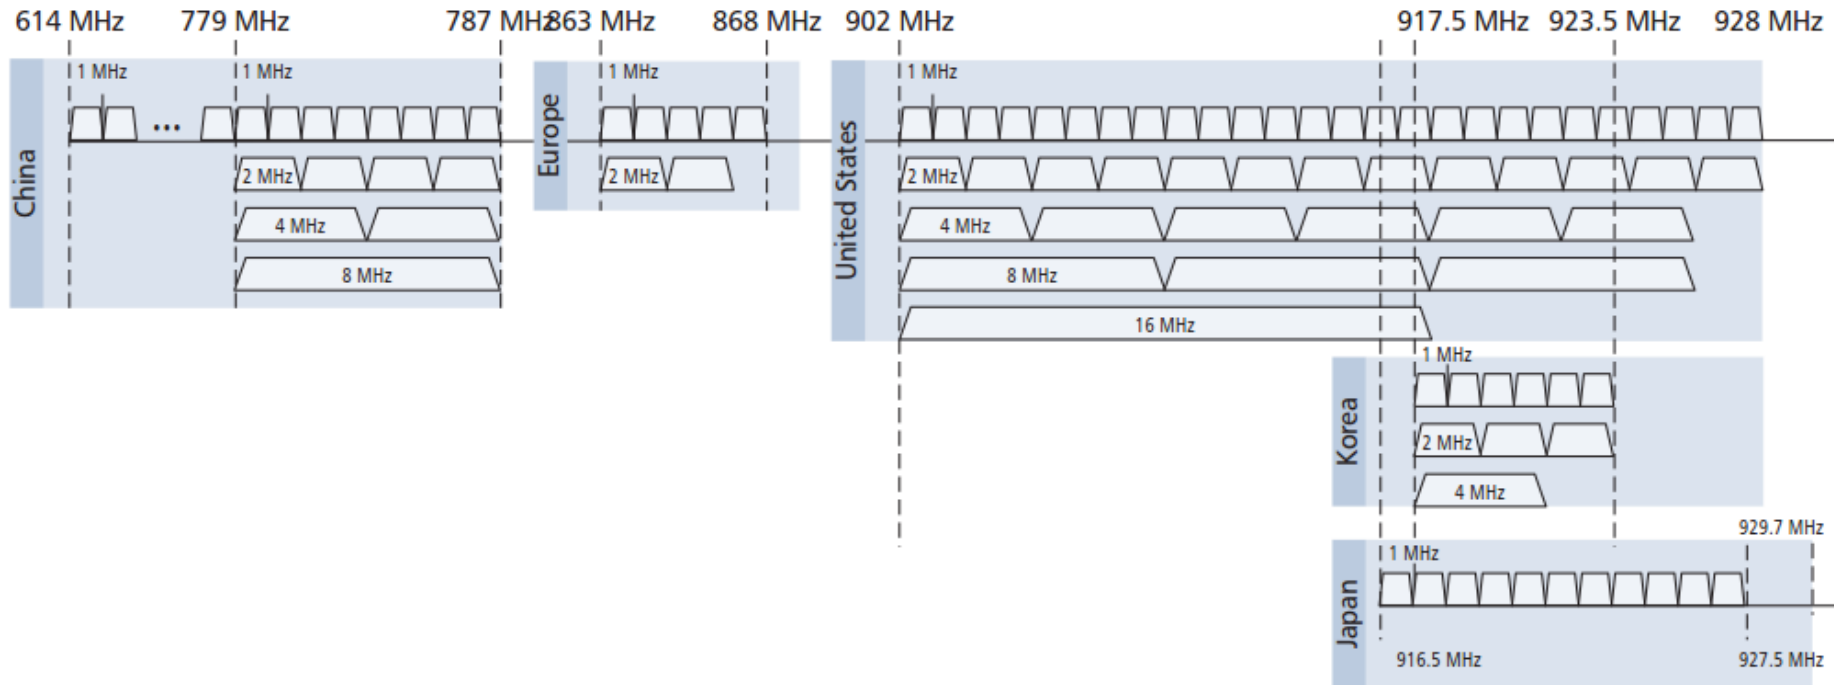 614 MHz 779 MHz 787 MHz 863 MHz 868 MHz 902 MHz 917.5 MHz 923.5 MHz 928 MHz
China
1 MHz 1 MHz
...
2 MHz
4 MHz
8 MHz
Europe
1 MHz
2 MHz
United States
1 MHz
2 MHz
4 MHz
8 MHz
16 MHz
Korea
1 MHz
2 MHz
4 MHz
929.7 MHz
Japan
1 MHz
916.5 MHz 927.5 MHz